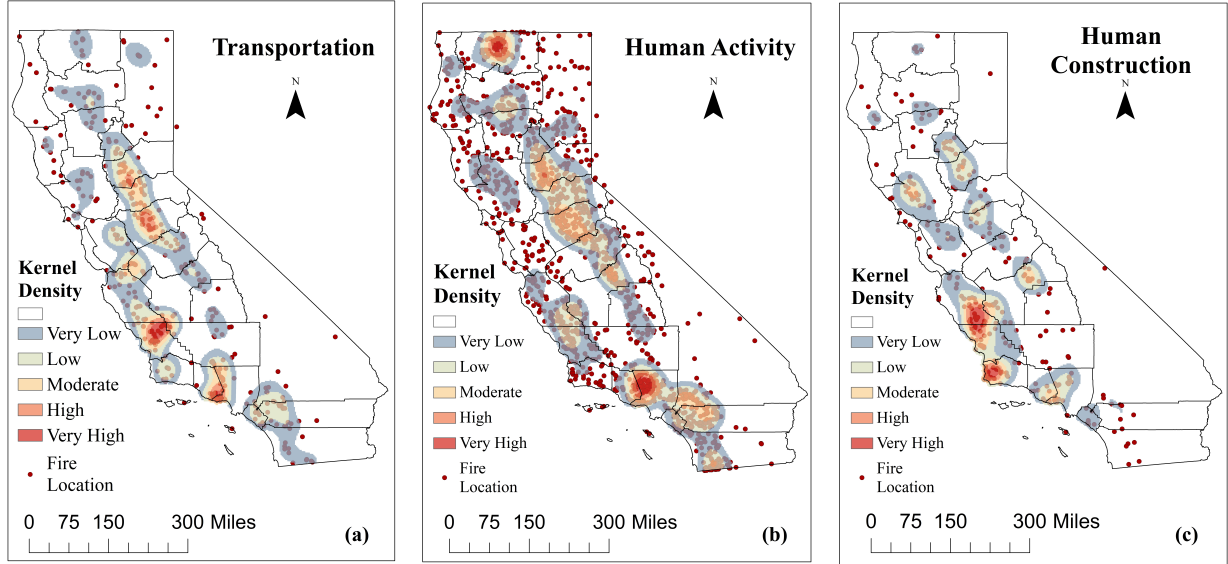 Transportation
N
Kernel
Density
Very Low
Low
Moderate
High
Very High
Fire
Location
0 75 150 300 Miles
(a)
Human Activity
N
Kernel
Density
Very Low
Low
Moderate
High
Very High
Fire
Location
0 75 150 300 Miles
(b)
Human
Construction
N
Kernel
Density
Very Low
Low
Moderate
High
Very High
Fire
Location
0 75 150 300 Miles
(c)